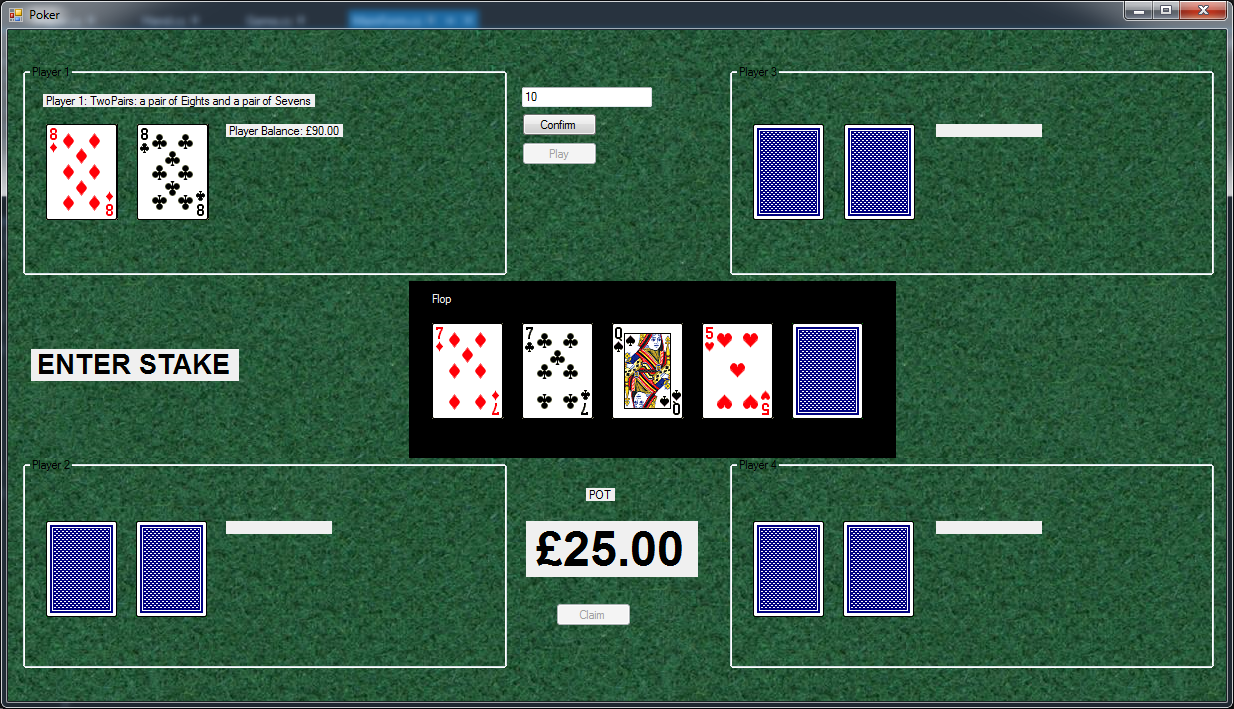 Poker
Player 1
Player 1: TwoPairs: a pair of Eights and a pair of Sevens
8
8
8
8
Player Balance: £90.00
10
Confirm
Play
Player 3
Flop
7
7
7
7
Q
Q
5
5
ENTER STAKE
Player 2
POT
£25.00
Claim
Player 4